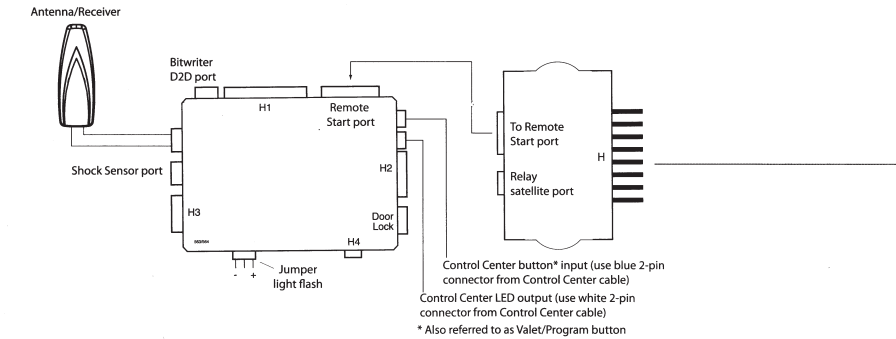 Antenna/Receiver
Bitwriter
D2D port
H1
Remote
Start port
To Remote
Start port
Shock Sensor port
H2
H
Relay
satellite port
H3
Door
Lock
H4
- +
Jumper
light flash
Control Center button* input (use blue 2-pin
connector from Control Center cable)
Control Center LED output (use white 2-pin
connector from Control Center cable)
* Also referred to as Valet/Program button